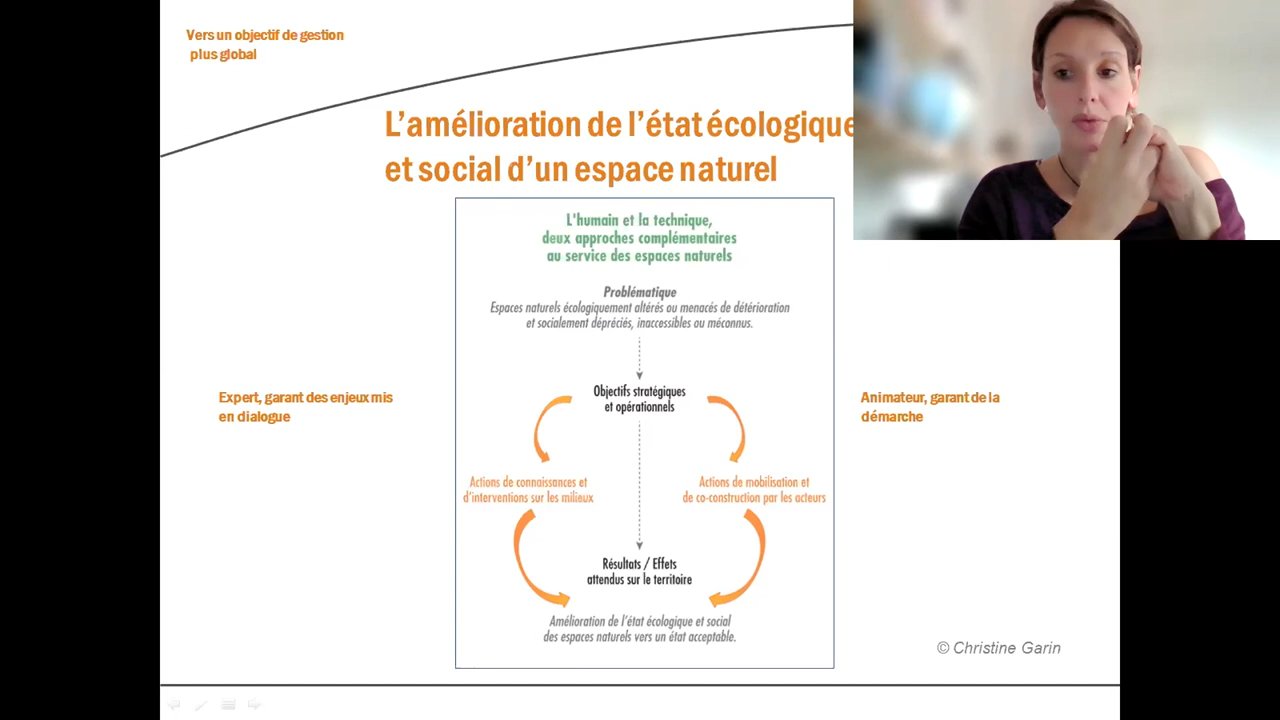 Vers un objectif de gestion
plus global
L'amélioration de l'état écologique
et social d'un espace naturel
L'humain et la technique,
deux approches complémentaires
au service des espaces naturels
Problématique
Espaces naturels écologiquement altérés ou menacés de détérioration
et socialement dépréciés, inaccessibles ou méconnus.
Objectifs stratégiques
et opérationnels
Expert, garant des enjeux mis
en dialogue
Animateur, garant de la
démarche
Actions de connaissances et
d'interventions sur les milieux
Actions de mobilisation et
de co-construction par les acteurs
Résultats / Effets
attendus sur le territoire
Amélioration de l'état écologique et social
des espaces naturels vers un état acceptable.
© Christine Garin